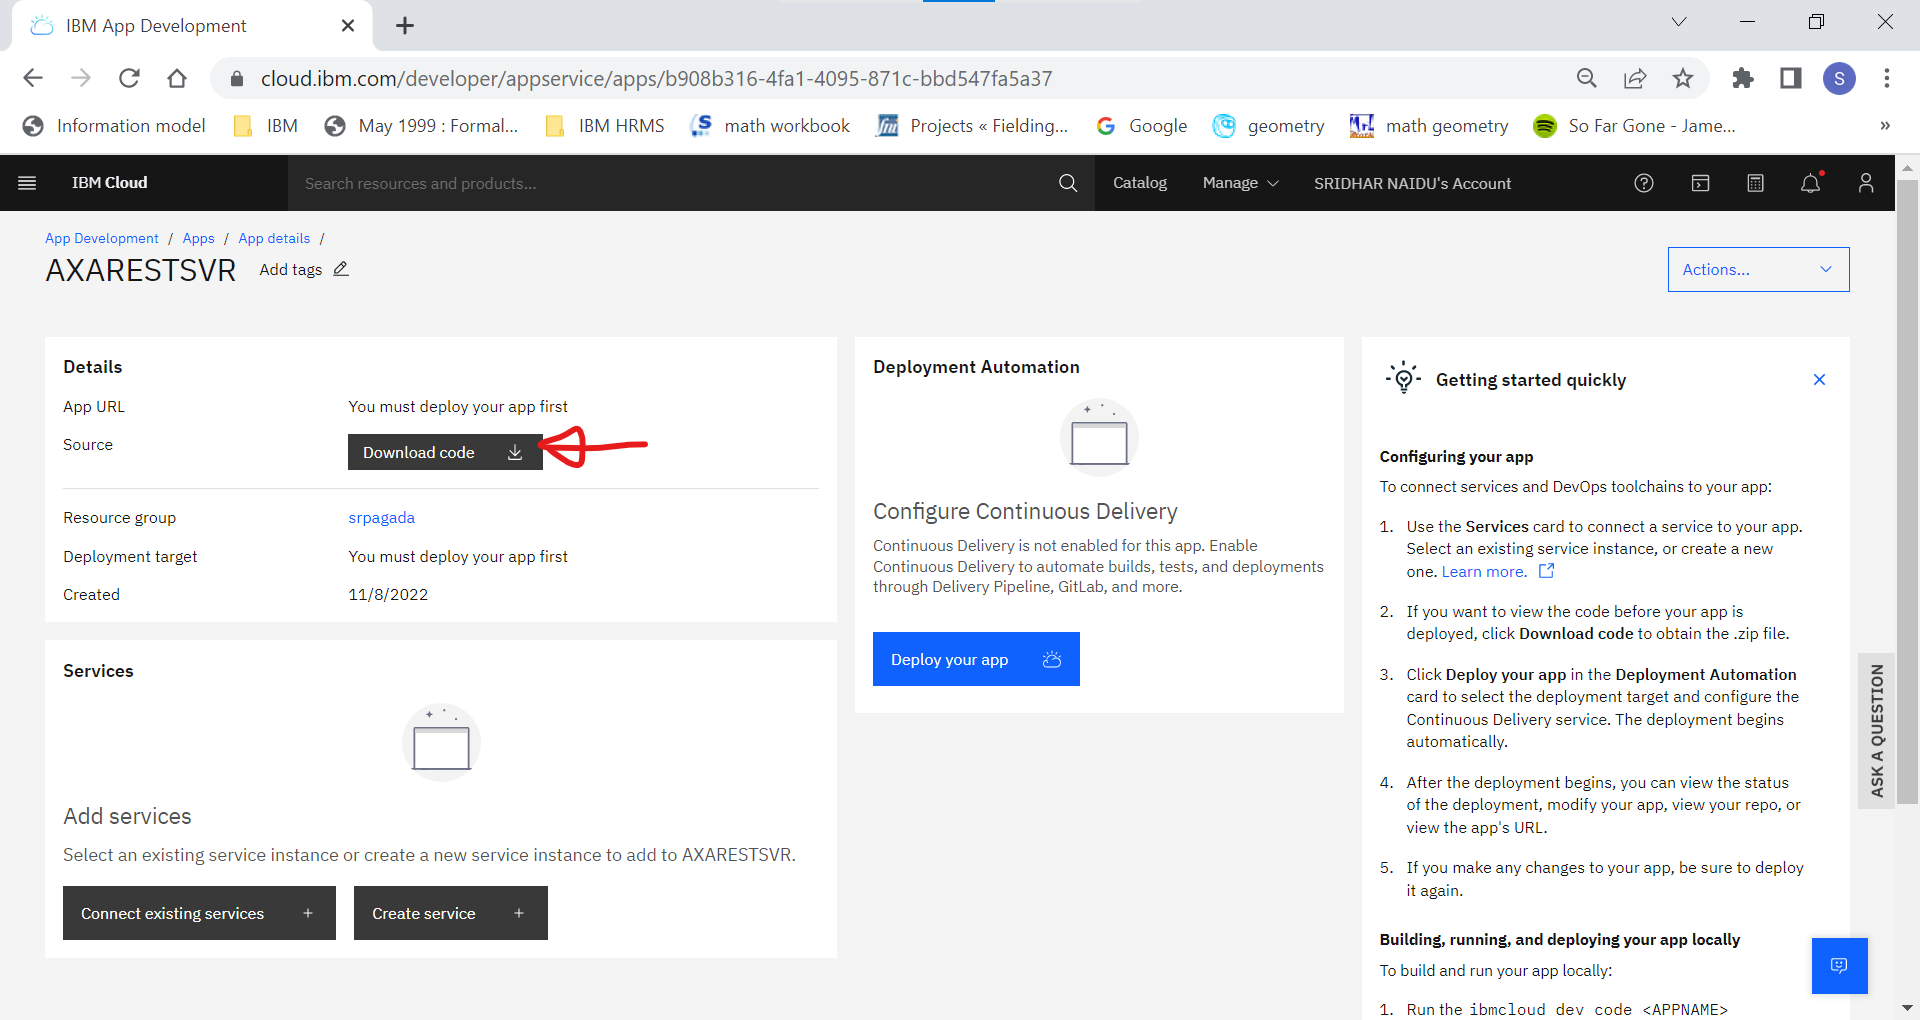 IBM App Development
cloud.ibm.com/developer/appservice/apps/b908b316-4fa1-4095-871c-bbd547fa5a37
S
Information model IBM May 1999 : Formal... IBM HRMS math workbook Projects « Fielding... Google geometry math geometry So Far Gone - Jame... »
IBM Cloud Search resources and products... Catalog Manage SRIDHAR NAIDU's Account
App Development / Apps / App details /
AXARESTSVR Add tags
Actions...
Details
App URL You must deploy your app first
Source Download code
Resource group srpagada
Deployment target You must deploy your app first
Created 11/8/2022
Services
Add services
Select an existing service instance or create a new service instance to add to AXARESTSVR.
Connect existing services + Create service +
Deployment Automation
Configure Continuous Delivery
Continuous Delivery is not enabled for this app. Enable
Continuous Delivery to automate builds, tests, and deployments
through Delivery Pipeline, GitLab, and more.
Deploy your app
Getting started quickly
Configuring your app
To connect services and DevOps toolchains to your app:
1. Use the Services card to connect a service to your app.
Select an existing service instance, or create a new
one. Learn more.
2. If you want to view the code before your app is
deployed, click Download code to obtain the .zip file.
3. Click Deploy your app in the Deployment Automation
card to select the deployment target and configure the
Continuous Delivery service. The deployment begins
automatically.
4. After the deployment begins, you can view the status
of the deployment, modify your app, view your repo, or
view the app's URL.
5. If you make any changes to your app, be sure to deploy
it again.
Building, running, and deploying your app locally
To build and run your app locally:
1. Run the ibmcloud dev code <APPNAME>
ASK A QUESTION